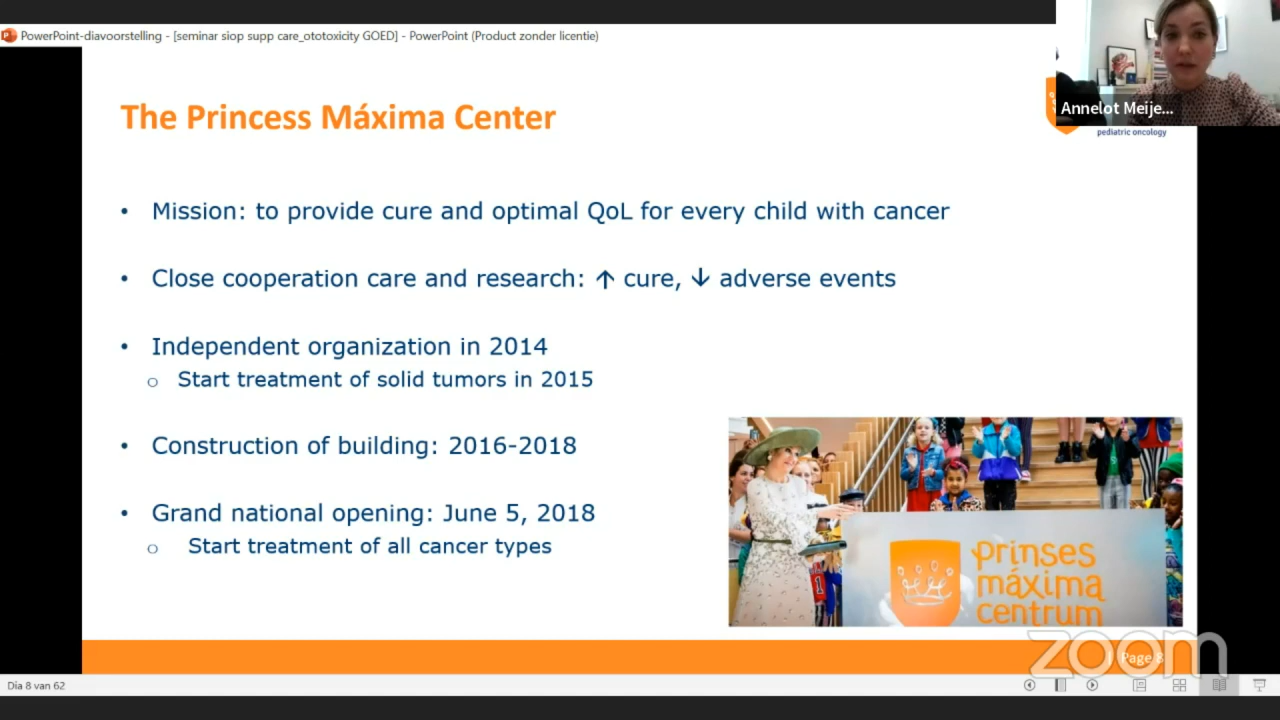 PowerPoint-diavoorstelling - [seminar siop supp care_ototoxicity GOED] - PowerPoint (Product zonder licentie)
Annelot Meije...
pediatric oncology
The Princess Máxima Center
• Mission: to provide cure and optimal QoL for every child with cancer
• Close cooperation care and research: ↑ cure, ↓ adverse events
• Independent organization in 2014
o Start treatment of solid tumors in 2015
• Construction of building: 2016-2018
• Grand national opening: June 5, 2018
o Start treatment of all cancer types
prinses
máxima
centrum
zoom
| Page 8
Dia 8 van 62